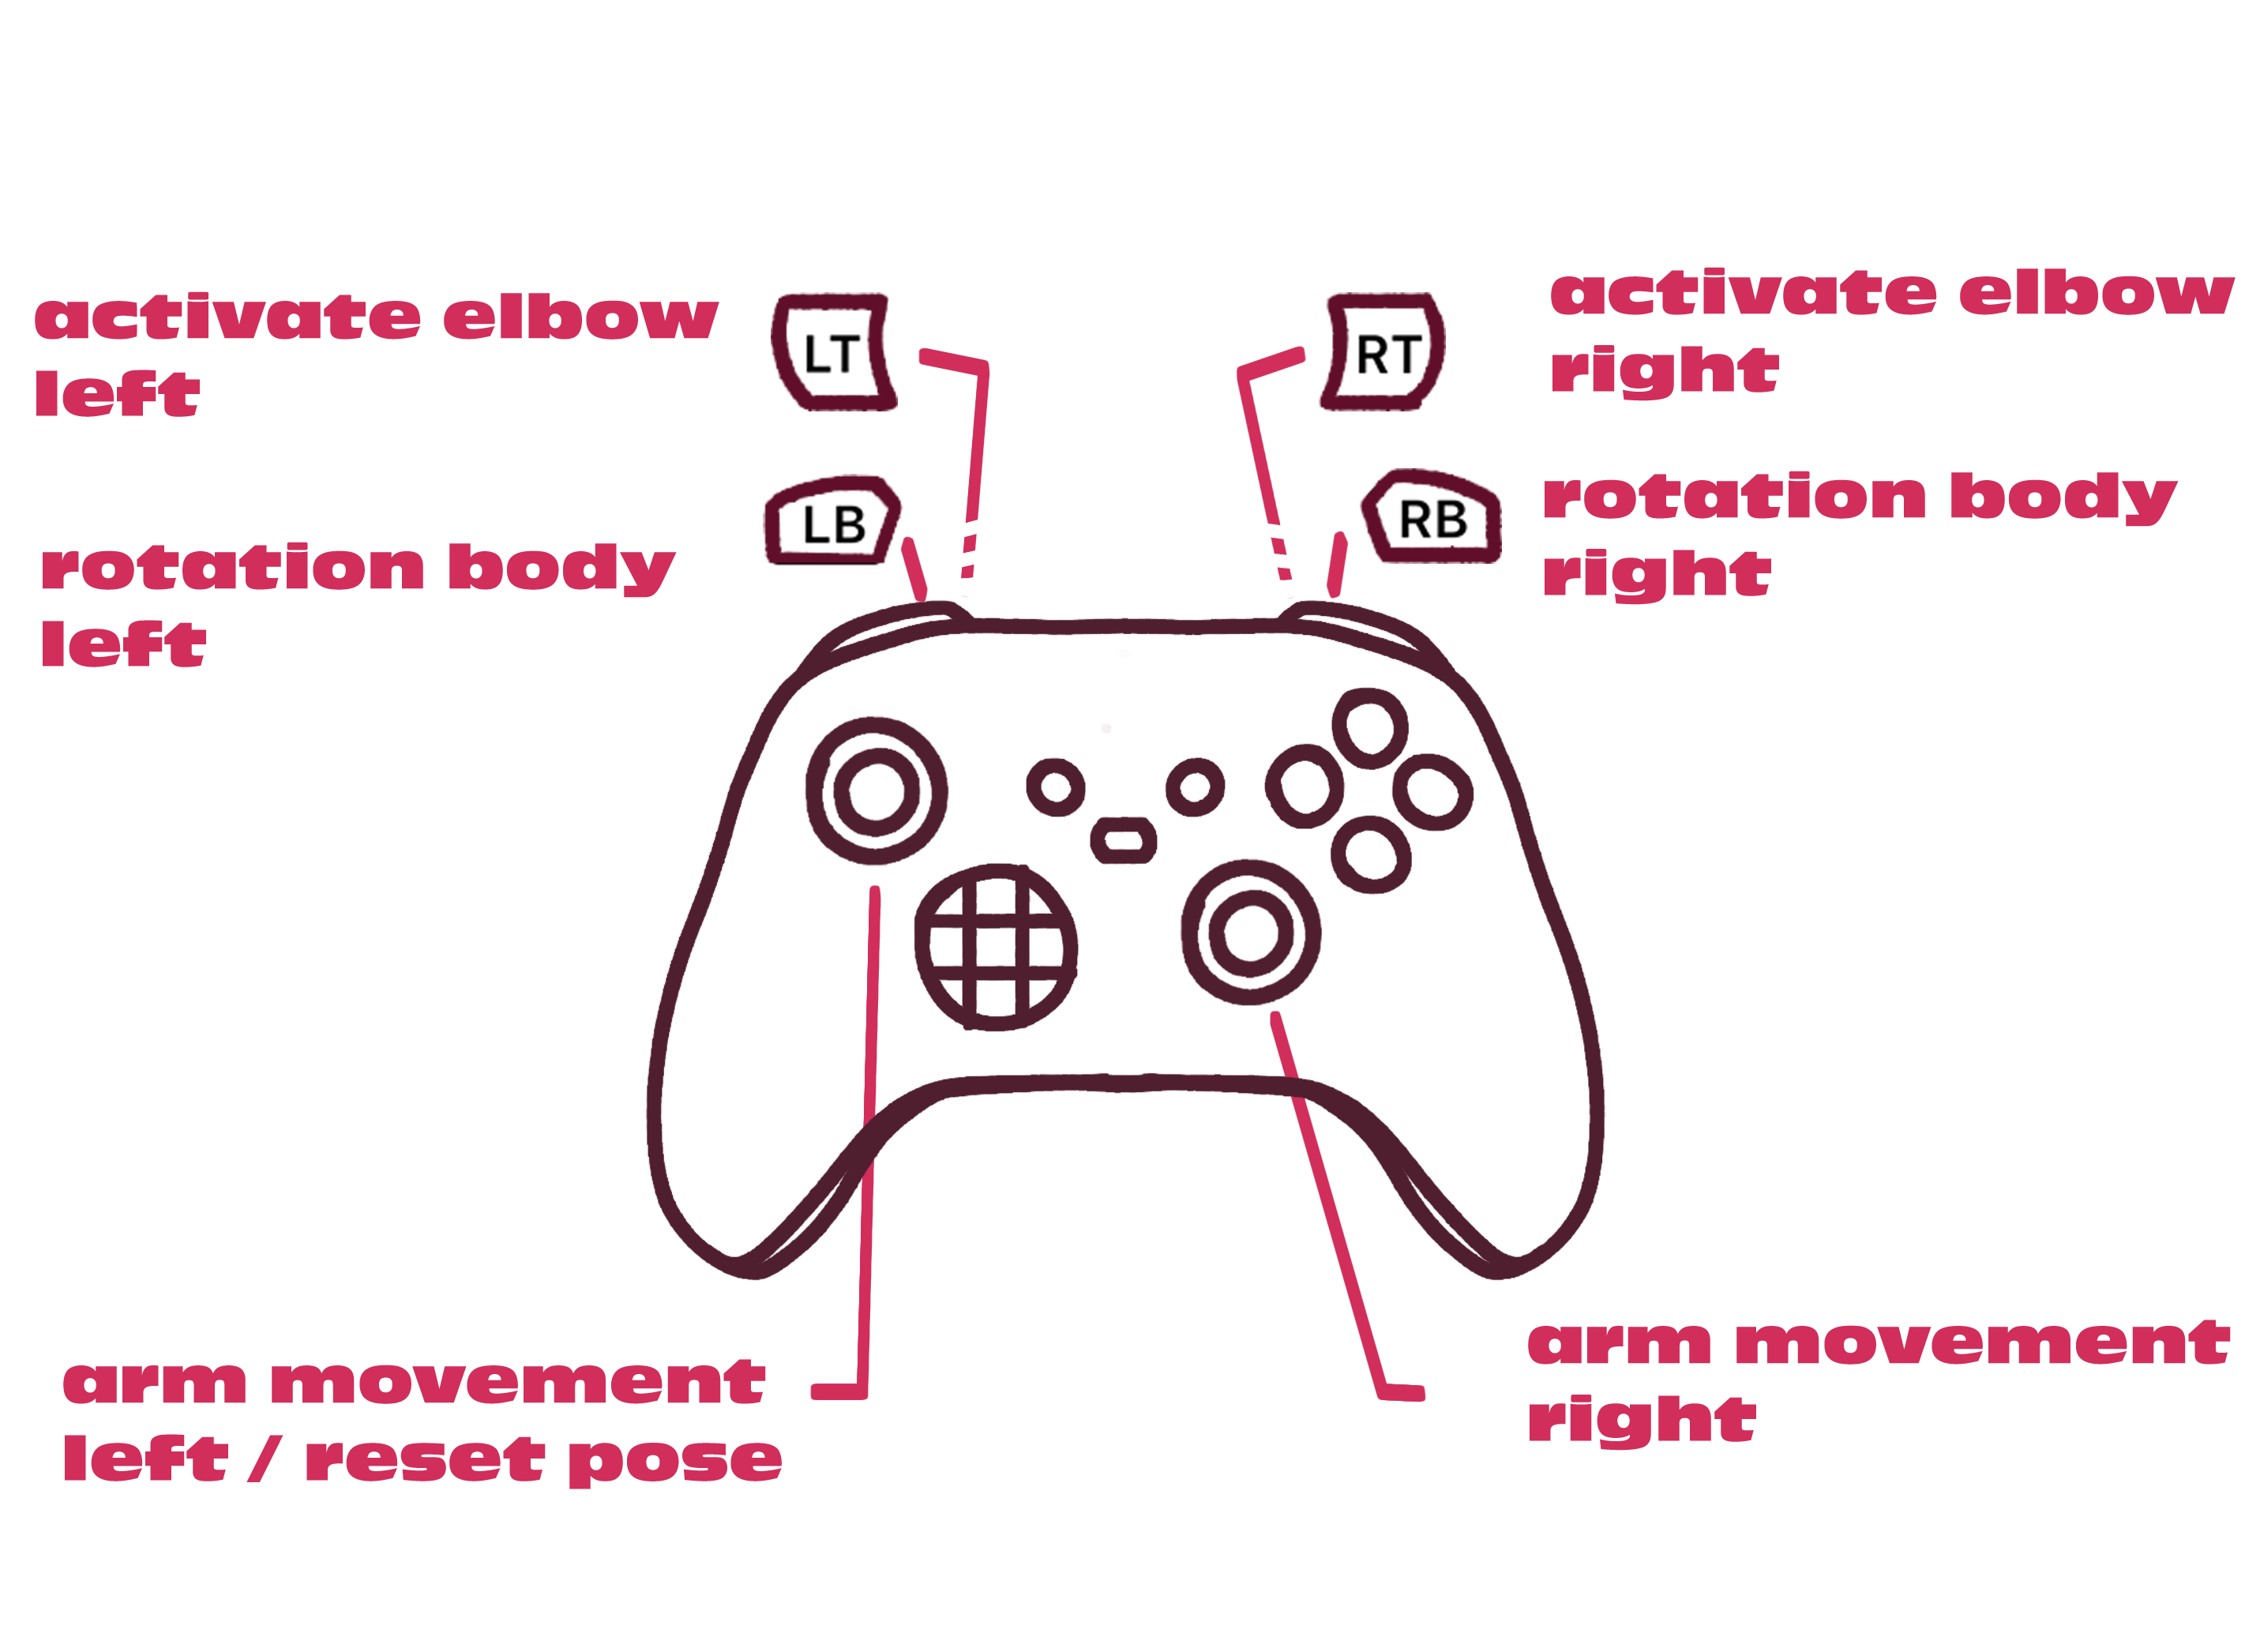 activate elbow
left
LT
RT
activate elbow
right
rotation body
left
LB
RB
rotation body
right
arm movement
left / reset pose
arm movement
right